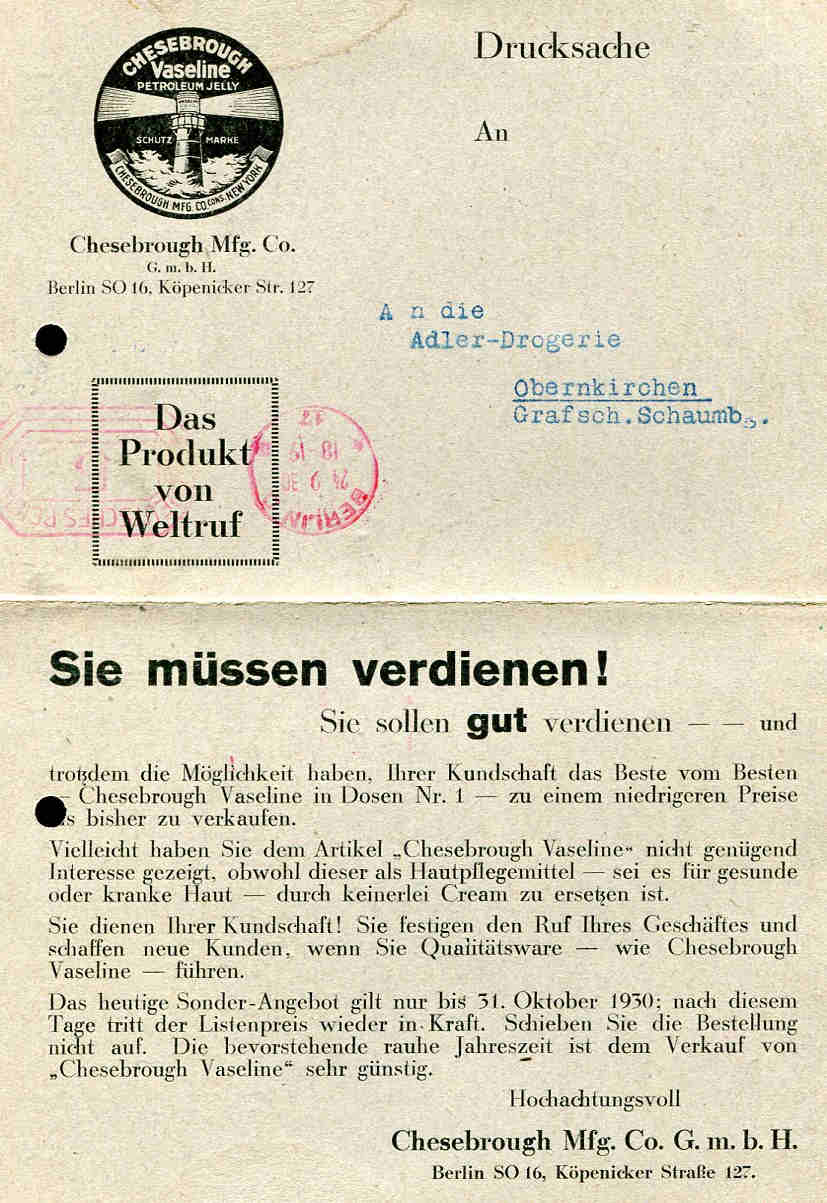 CHESEBROUGH
Vaseline
PETROLEUM JELLY
SCHUTZ MARKE
CHESEBROUGH MFG. CO. CONS. NEW YORK
Drucksache
An
Chesebrough Mfg. Co.
G. m. b. H.
Berlin SO 16, Köpenicker Str. 127
A n die
Adler-Drogerie
Obernkirchen
Grafsch.Schaumb.
Das
Produkt
von
Weltruf
BERLIN
24 9 30
Sie müssen verdienen!
Sie sollen gut verdienen — — und
trotzdem die Möglichkeit haben, Ihrer Kundschaft das Beste vom Besten
— Chesebrough Vaseline in Dosen Nr. 1 — zu einem niedrigeren Preise
s bisher zu verkaufen.
Vielleicht haben Sie dem Artikel „Chesebrough Vaseline“ nicht genügend
Interesse gezeigt, obwohl dieser als Hautpflegemittel — sei es für gesunde
oder kranke Haut — durch keinerlei Cream zu ersetzen ist.
Sie dienen Ihrer Kundschaft! Sie festigen den Ruf Ihres Geschäftes und
schaffen neue Kunden, wenn Sie Qualitätsware — wie Chesebrough
Vaseline — führen.
Das heutige Sonder-Angebot gilt nur bis 31. Oktober 1930; nach diesem
Tage tritt der Listenpreis wieder in Kraft. Schieben Sie die Bestellung
nicht auf. Die bevorstehende rauhe Jahreszeit ist dem Verkauf von
„Chesebrough Vaseline“ sehr günstig.
Hochachtungsvoll
Chesebrough Mfg. Co. G. m. b. H.
Berlin SO 16, Köpenicker Straße 127.